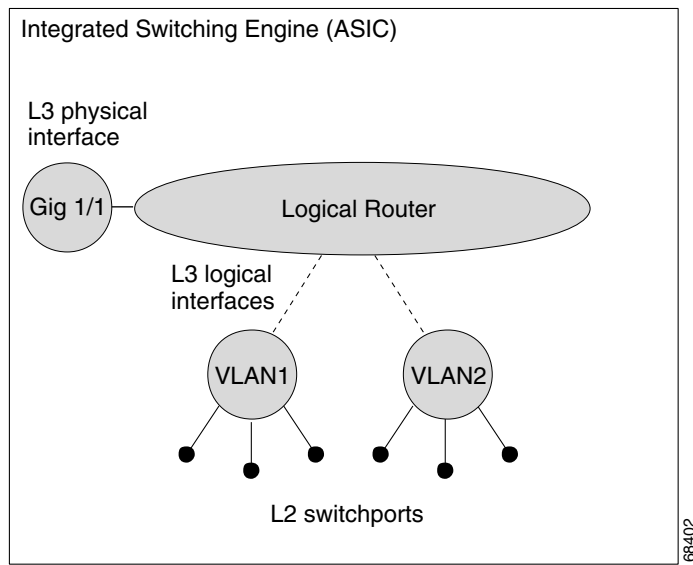 Integrated Switching Engine (ASIC)
L3 physical
interface
Gig 1/1
Logical Router
L3 logical
interfaces
VLAN1
VLAN2
L2 switchports
68402